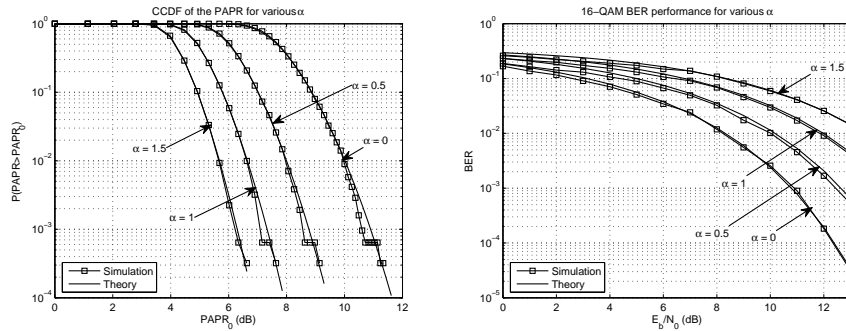 CCDF of the PAPR for various α
10⁰
10⁻¹
10⁻²
10⁻³
10⁻⁴
P(PAPR>PAPR₀)
α = 0.5
α = 1.5
α = 0
α = 1
Simulation
Theory
0 2 4 6 8 10 12
PAPR₀ (dB)
16−QAM BER performance for various α
10⁰
10⁻¹
10⁻²
10⁻³
10⁻⁴
10⁻⁵
BER
α = 1.5
α = 1
α = 0.5
α = 0
Simulation
Theory
0 2 4 6 8 10 12
E_b/N₀ (dB)